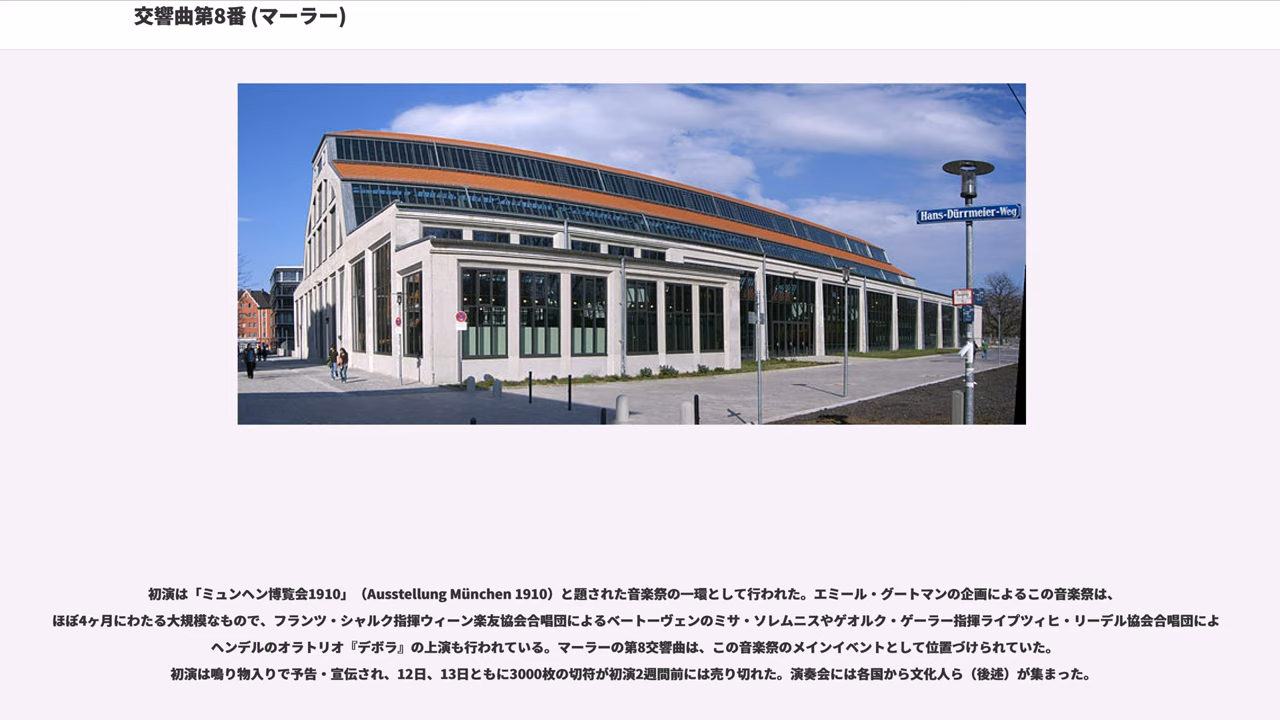 交響曲第8番 (マーラー)
Hans-Dürrmeier-Weg
初演は「ミュンヘン博覧会1910」（Ausstellung München 1910）と題された音楽祭の一環として行われた。エミール・グートマンの企画によるこの音楽祭は、
ほぼ4ヶ月にわたる大規模なもので、フランツ・シャルク指揮ウィーン楽友協会合唱団によるベートーヴェンのミサ・ソレムニスやゲオルク・ゲーラー指揮ライプツィヒ・リーデル協会合唱団によ
ヘンデルのオラトリオ『デボラ』の上演も行われている。マーラーの第8交響曲は、この音楽祭のメインイベントとして位置づけられていた。
初演は鳴り物入りで予告・宣伝され、12日、13日ともに3000枚の切符が初演2週間前には売り切れた。演奏会には各国から文化人ら（後述）が集まった。